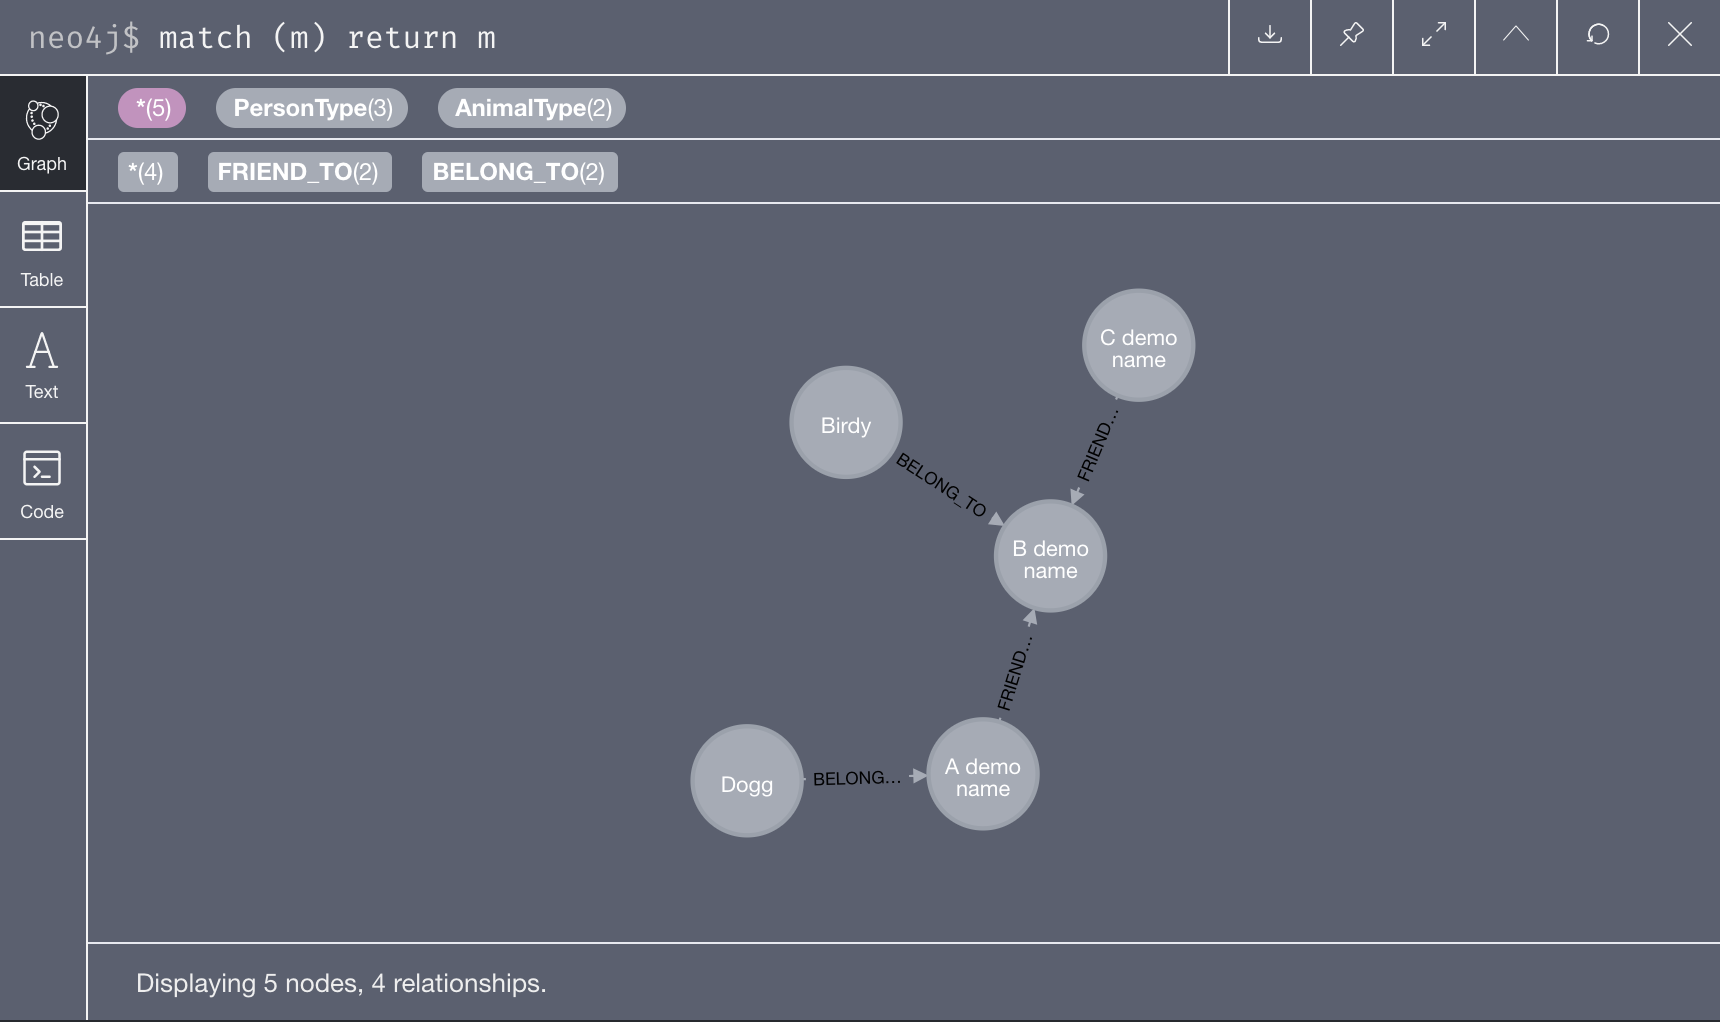 neo4j$ match (m) return m
*(5) PersonType(3) AnimalType(2)
*(4) FRIEND_TO(2) BELONG_TO(2)
Graph
Table
Text
Code
C demo
name
Birdy
FRIEND...
BELONG_TO
B demo
name
FRIEND...
Dogg
BELONG...
A demo
name
Displaying 5 nodes, 4 relationships.